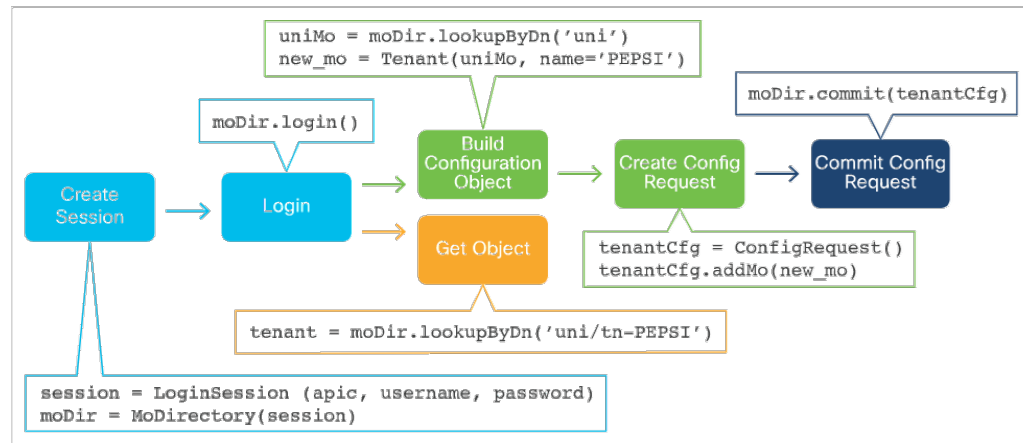 uniMo = moDir.lookupByDn('uni')
new_mo = Tenant(uniMo, name='PEPSI')
moDir.login()
moDir.commit(tenantCfg)
Create
Session
Login
Build
Configuration
Object
Create Config
Request
Commit Config
Request
Get Object
tenantCfg = ConfigRequest()
tenantCfg.addMo(new_mo)
tenant = moDir.lookupByDn('uni/tn-PEPSI')
session = LoginSession (apic, username, password)
moDir = MoDirectory(session)